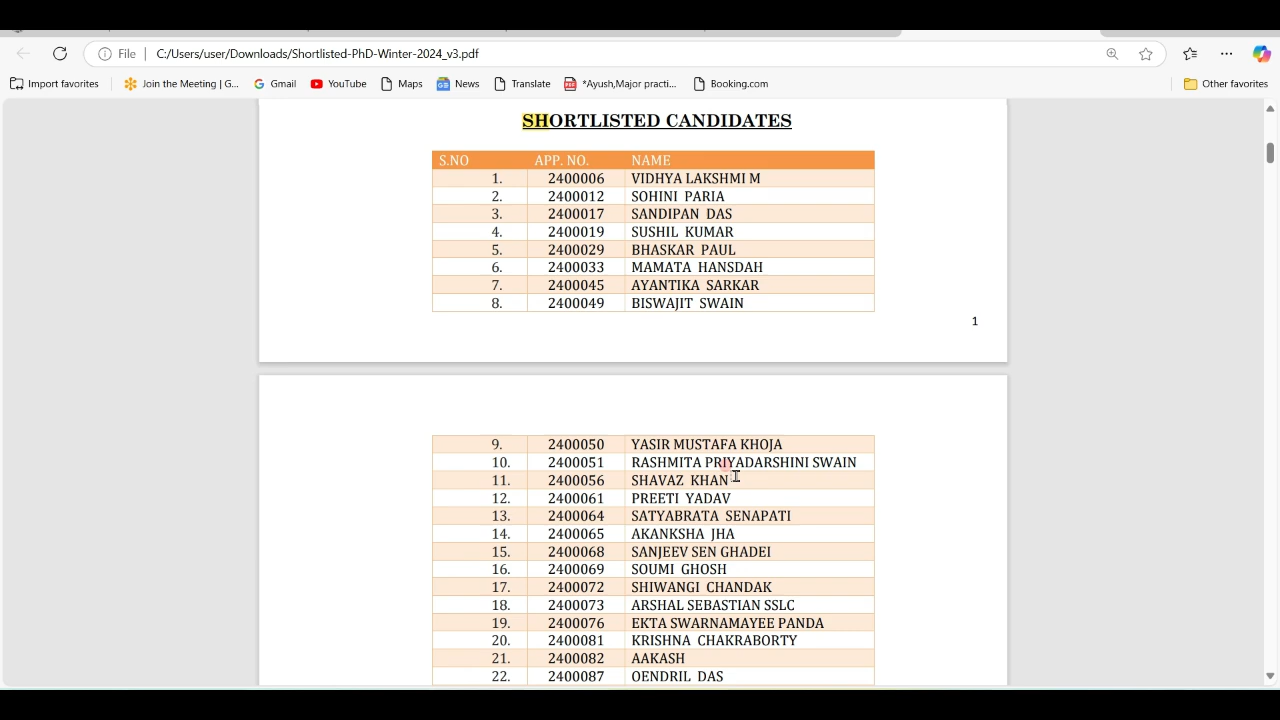 File C:/Users/user/Downloads/Shortlisted-PhD-Winter-2024_v3.pdf
Import favorites Join the Meeting | G... Gmail YouTube Maps News Translate *Ayush,Major practi... Booking.com Other favorites
SHORTLISTED CANDIDATES
S.NO APP. NO. NAME
1. 2400006 VIDHYA LAKSHMI M
2. 2400012 SOHINI PARIA
3. 2400017 SANDIPAN DAS
4. 2400019 SUSHIL KUMAR
5. 2400029 BHASKAR PAUL
6. 2400033 MAMATA HANSDAH
7. 2400045 AYANTIKA SARKAR
8. 2400049 BISWAJIT SWAIN
1
9. 2400050 YASIR MUSTAFA KHOJA
10. 2400051 RASHMITA PRIYADARSHINI SWAIN
11. 2400056 SHAVAZ KHAN
12. 2400061 PREETI YADAV
13. 2400064 SATYABRATA SENAPATI
14. 2400065 AKANKSHA JHA
15. 2400068 SANJEEV SEN GHADEI
16. 2400069 SOUMI GHOSH
17. 2400072 SHIWANGI CHANDAK
18. 2400073 ARSHAL SEBASTIAN SSLC
19. 2400076 EKTA SWARNAMAYEE PANDA
20. 2400081 KRISHNA CHAKRABORTY
21. 2400082 AAKASH
22. 2400087 OENDRIL DAS